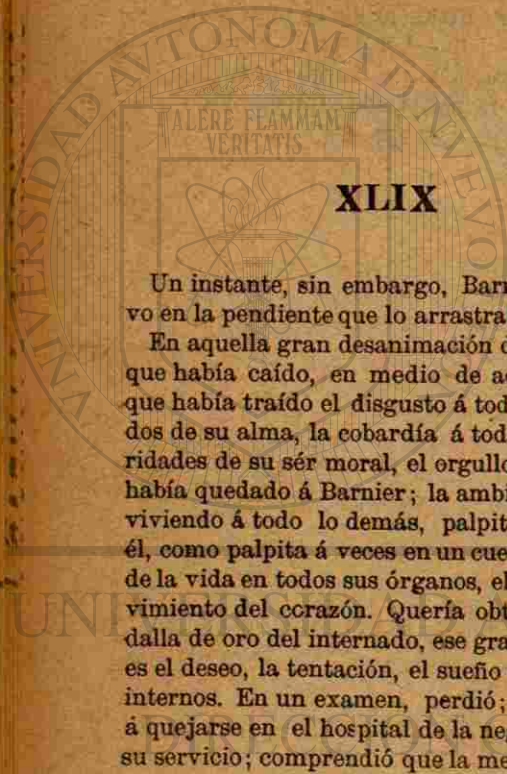 XLIX
Un instante, sin embargo, Bar
vo en la pendiente que lo arrastra
En aquella gran desanimación
que había caído, en medio de a
que había traído el disgusto á tod
dos de su alma, la cobardía á tod
ridades de su sér moral, el orgullo
había quedado á Barnier; la ambi
viviendo á todo lo demás, palpit
él, como palpita á veces en un cue
de la vida en todos sus órganos, el
vimiento del corazón. Quería obt
dalla de oro del internado, ese gra
es el deseo, la tentación, el sueño
internos. En un examen, perdió;
á quejarse en el hospital de la ne
su servicio; comprendió que la me
UNIVERSIDAD AUTONOMA D NUEVO
ALERE FLAMMAM
VERITATIS